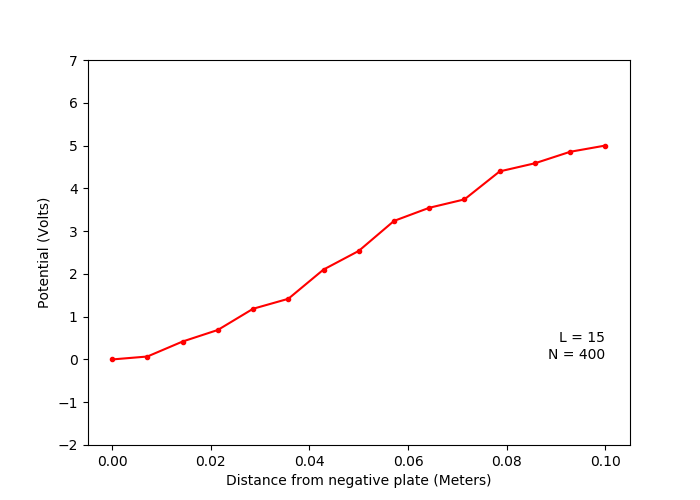 7
6
5
4
3
2
1
0
−1
−2
Potential (Volts)
L = 15
N = 400
0.00 0.02 0.04 0.06 0.08 0.10
Distance from negative plate (Meters)